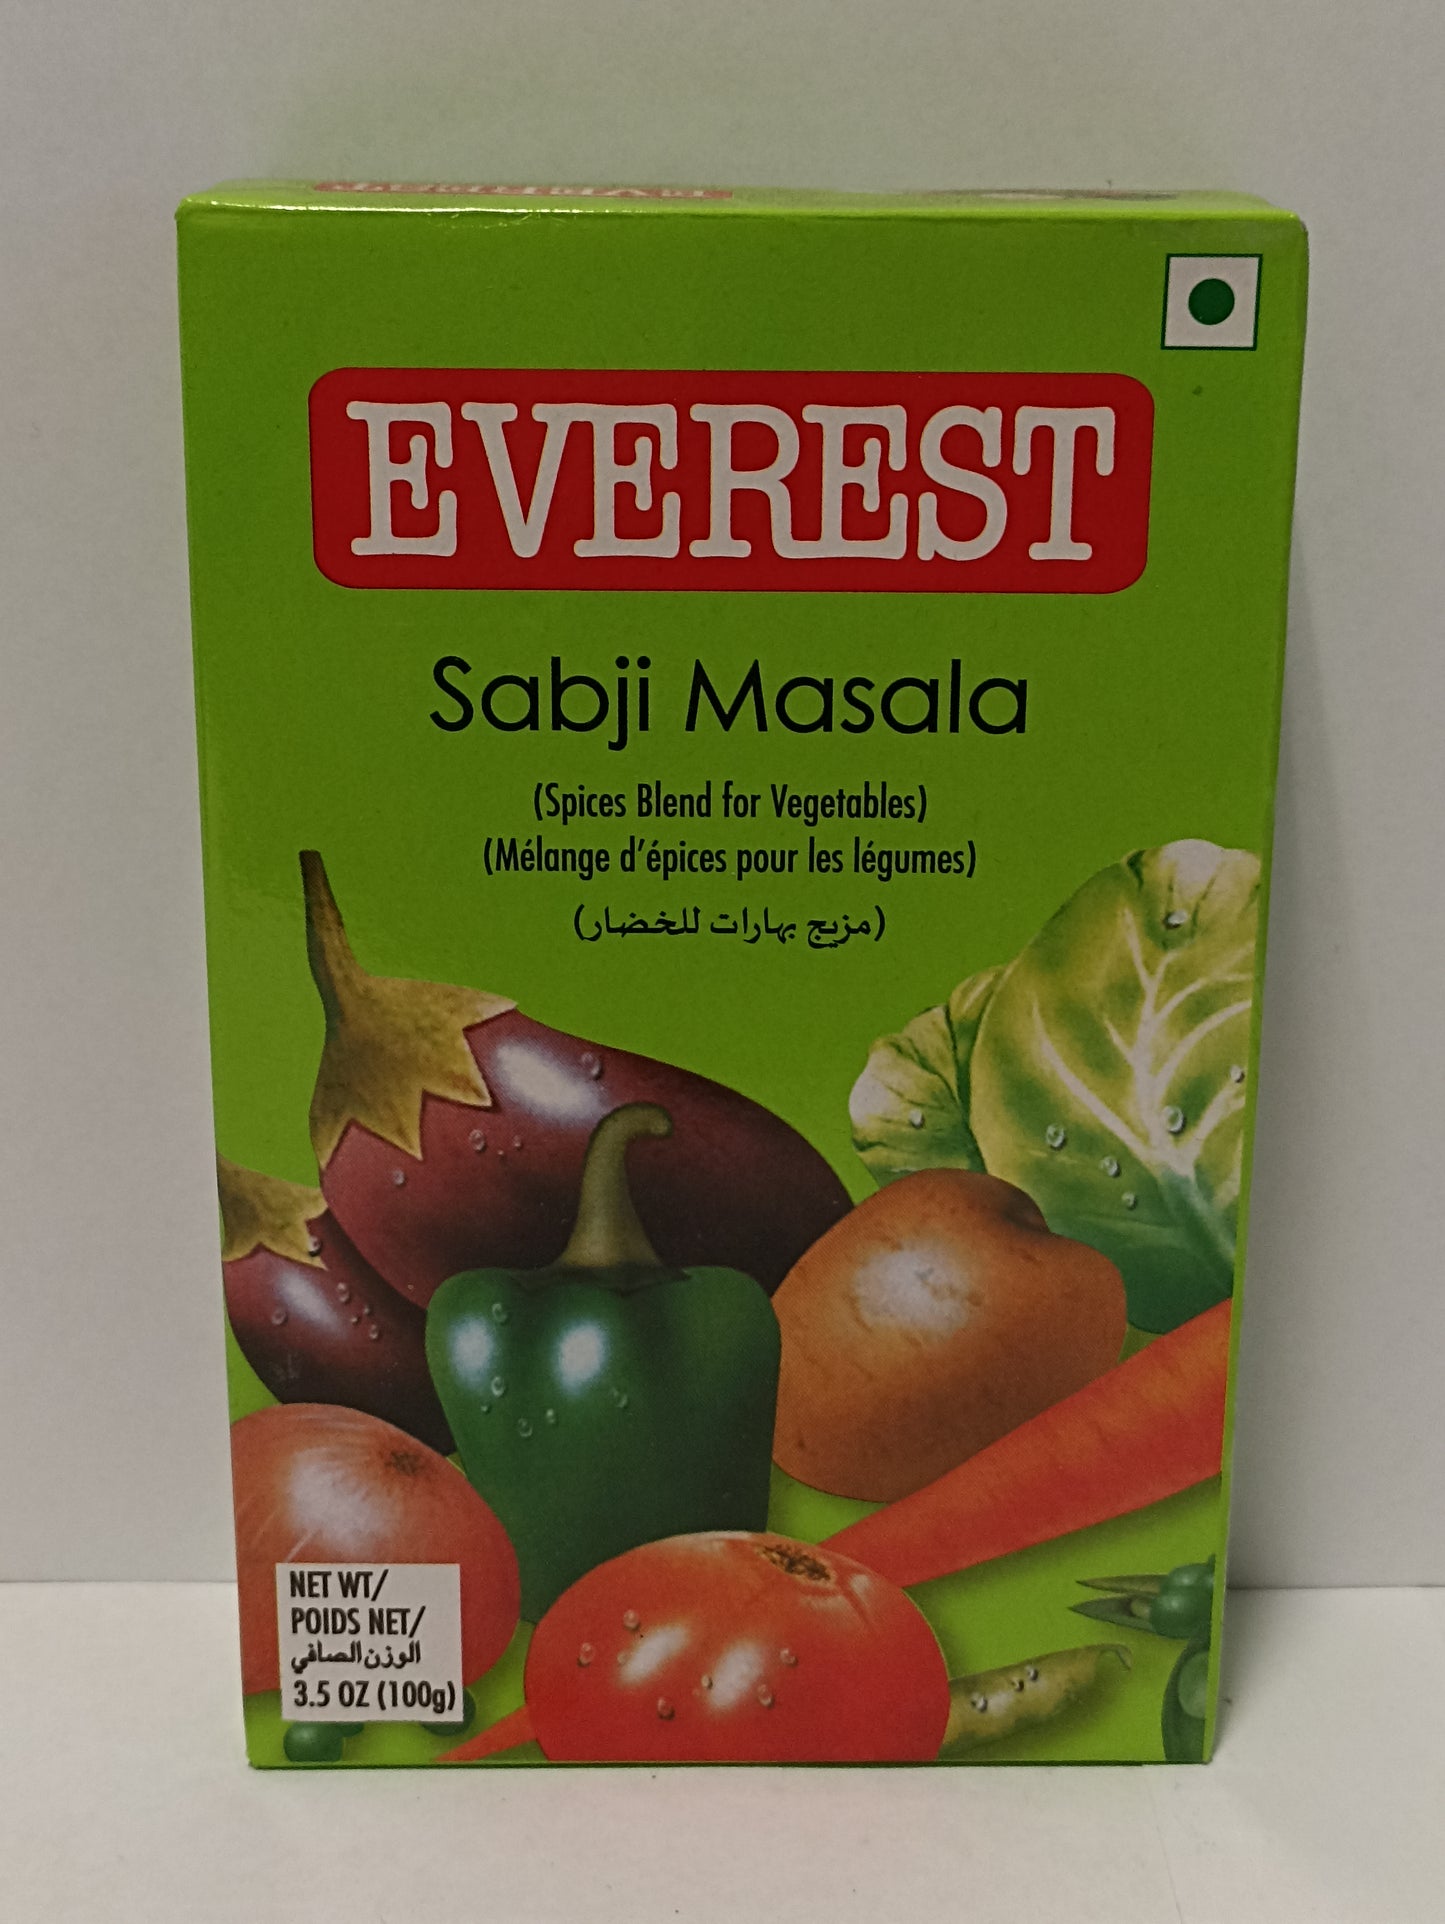 EVEREST
Sabji Masala
(Spices Blend for Vegetables)
(Mélange d'épices pour les légumes)
(مزيج بهارات للخضار)
NET WT/
POIDS NET/
الوزن الصافي
3.5 OZ (100g)